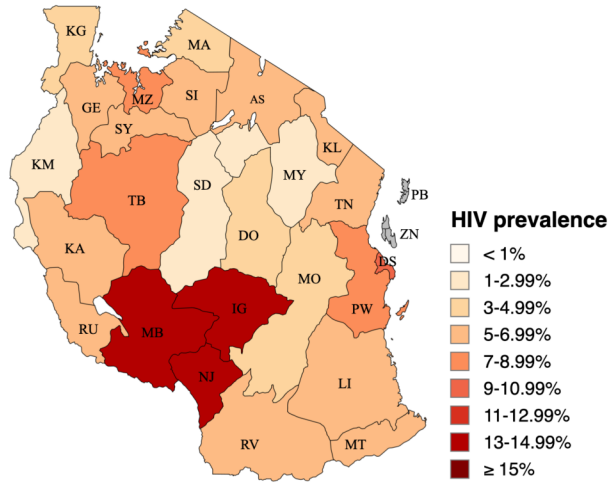 KG
MA
GE
MZ
SI
AS
SY
KL
KM
SD
MY
TB
TN
PB
DO
ZN
KA
DS
MO
IG
PW
RU
MB
NJ
LI
RV
MT
HIV prevalence
< 1%
1-2.99%
3-4.99%
5-6.99%
7-8.99%
9-10.99%
11-12.99%
13-14.99%
≥ 15%